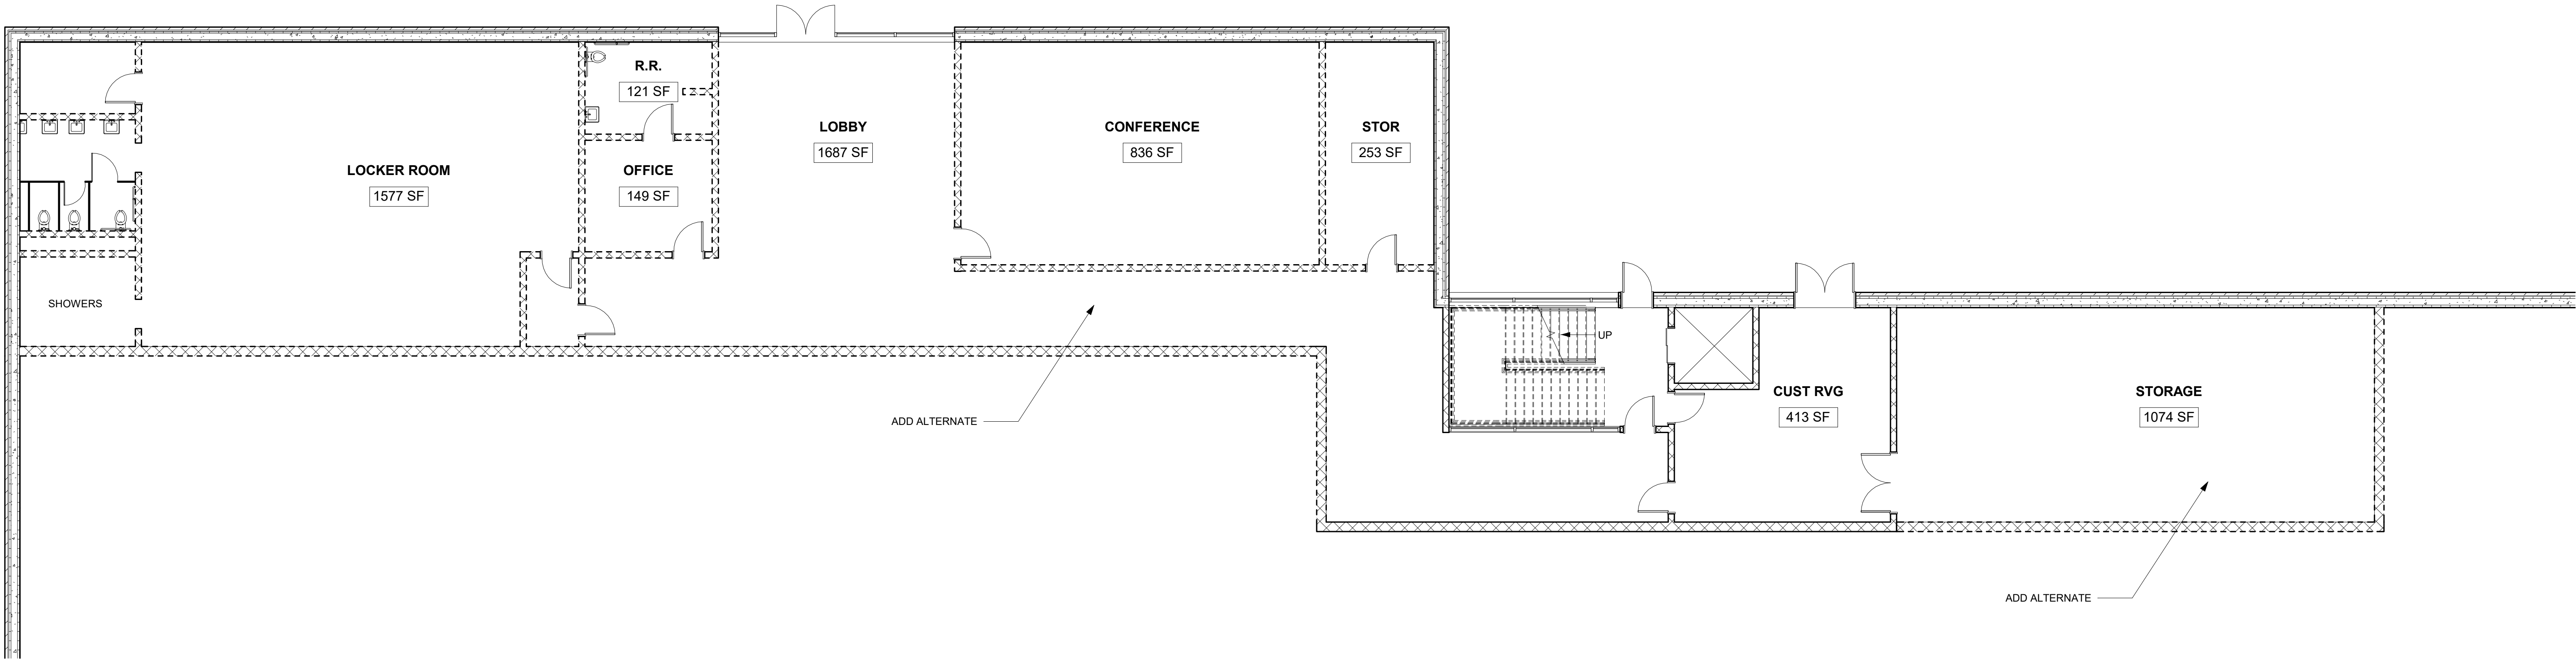 R.R.
121 SF
LOBBY
1687 SF
CONFERENCE
836 SF
STOR
253 SF
LOCKER ROOM
1577 SF
OFFICE
149 SF
SHOWERS
UP
ADD ALTERNATE
CUST RVG
413 SF
STORAGE
1074 SF
ADD ALTERNATE